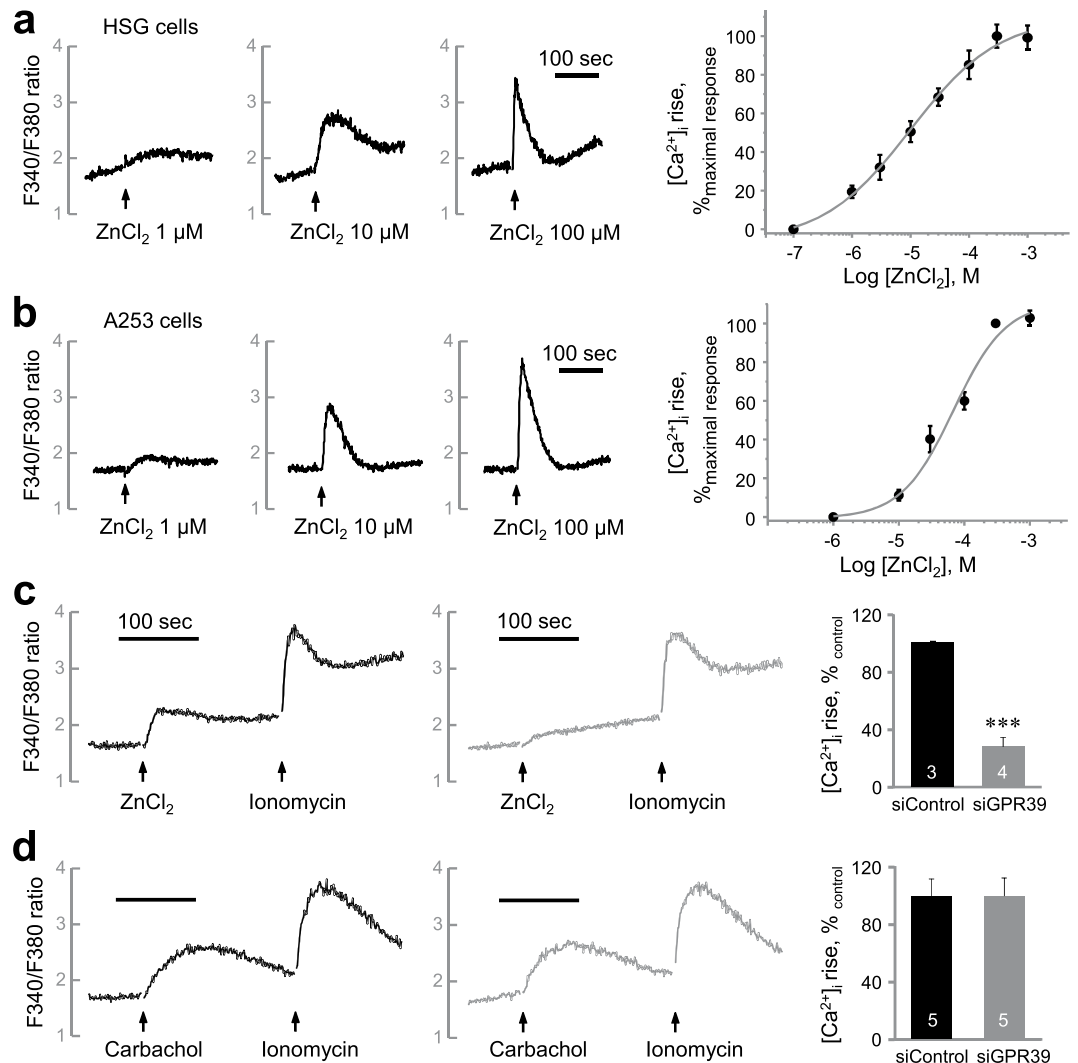 a
HSG cells
F340/F380 ratio
4
3
2
1
4
3
2
1
4
3
2
1
100 sec
ZnCl₂ 1 µM
ZnCl₂ 10 µM
ZnCl₂ 100 µM
[Ca²⁺]ᵢ rise,
%maximal response
100
80
60
40
20
0
-7
-6
-5
-4
-3
Log [ZnCl₂], M
b
A253 cells
F340/F380 ratio
4
3
2
1
4
3
2
1
4
3
2
1
100 sec
ZnCl₂ 1 µM
ZnCl₂ 10 µM
ZnCl₂ 100 µM
[Ca²⁺]ᵢ rise,
%maximal response
100
80
60
40
20
0
-6
-5
-4
-3
Log [ZnCl₂], M
c
F340/F380 ratio
4
3
2
1
100 sec
ZnCl₂
Ionomycin
4
3
2
1
100 sec
ZnCl₂
Ionomycin
[Ca²⁺]ᵢ rise, % control
120
80
40
0
***
3
4
siControl
siGPR39
d
F340/F380 ratio
4
3
2
1
Carbachol
Ionomycin
4
3
2
1
Carbachol
Ionomycin
[Ca²⁺]ᵢ rise, % control
120
80
40
0
5
5
siControl
siGPR39